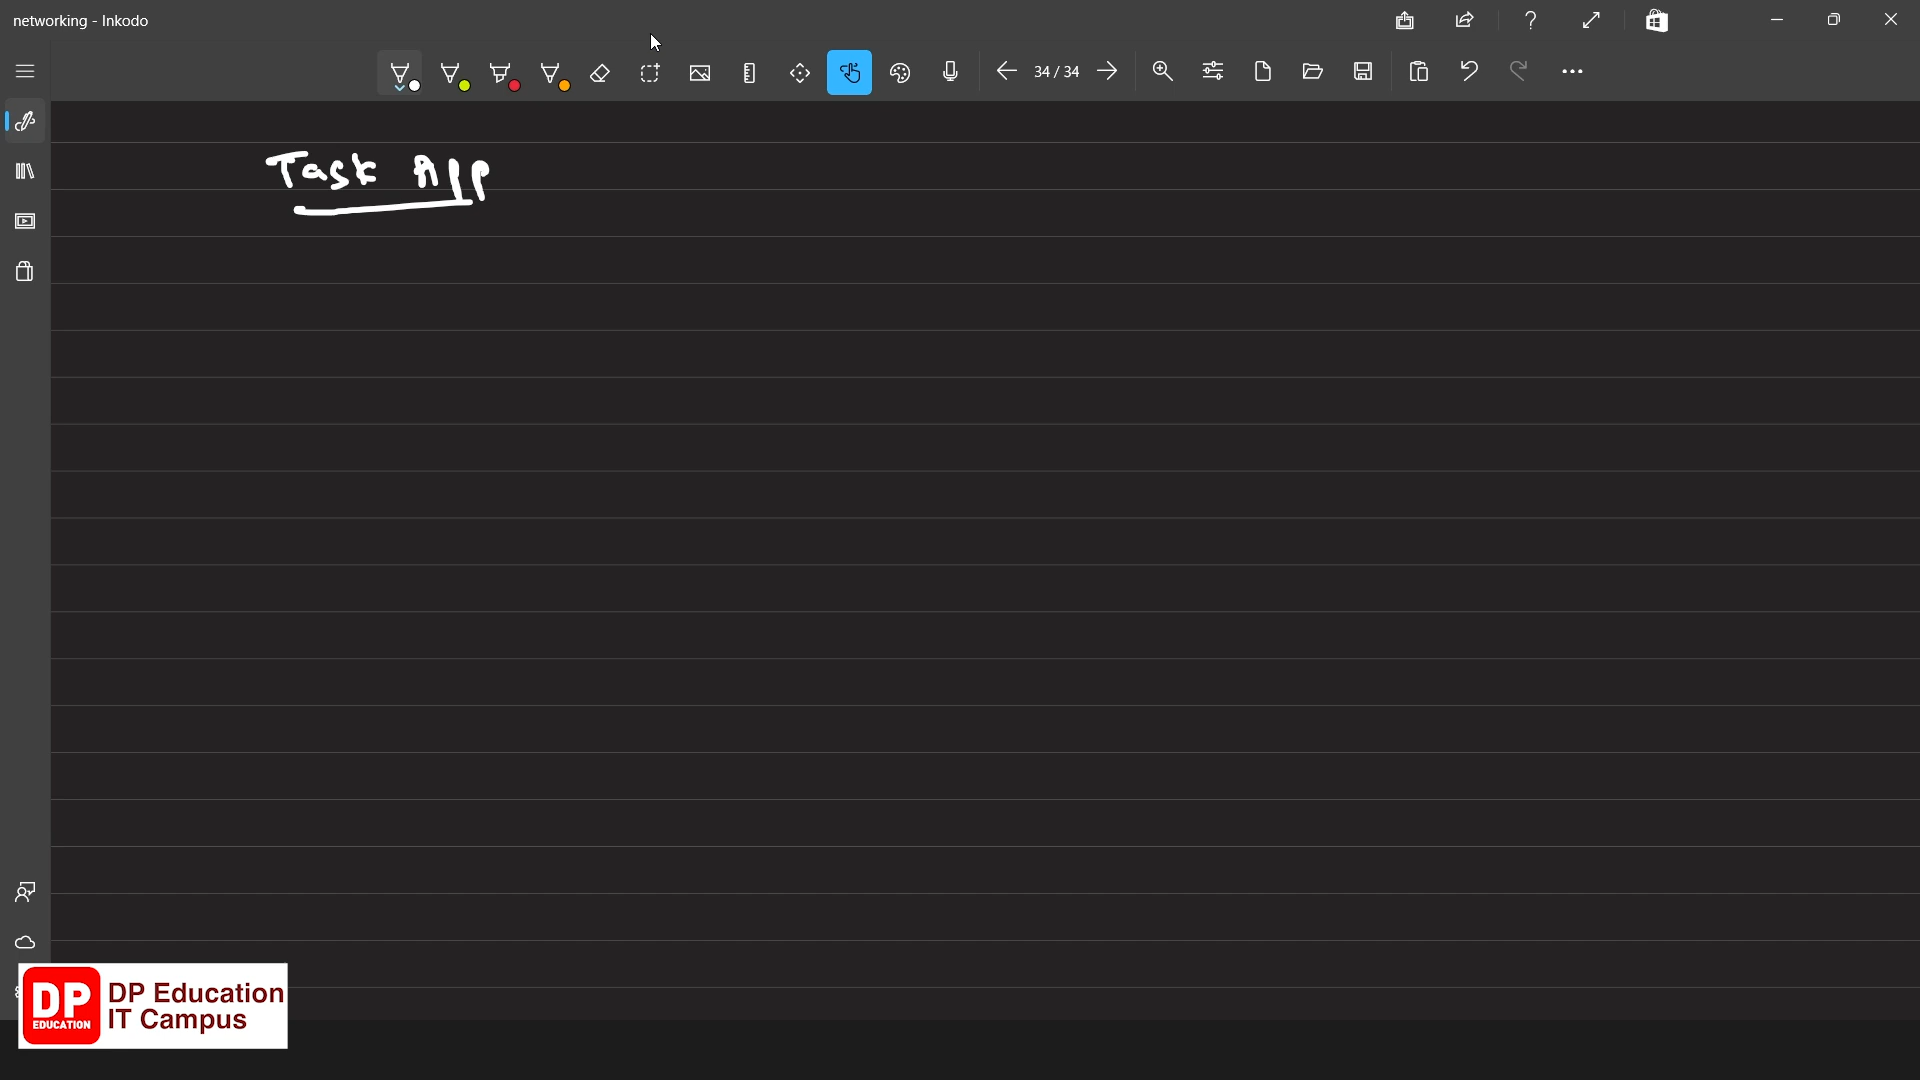 networking - Inkodo
34 / 34
Task App
DP
EDUCATION
DP Education
IT Campus